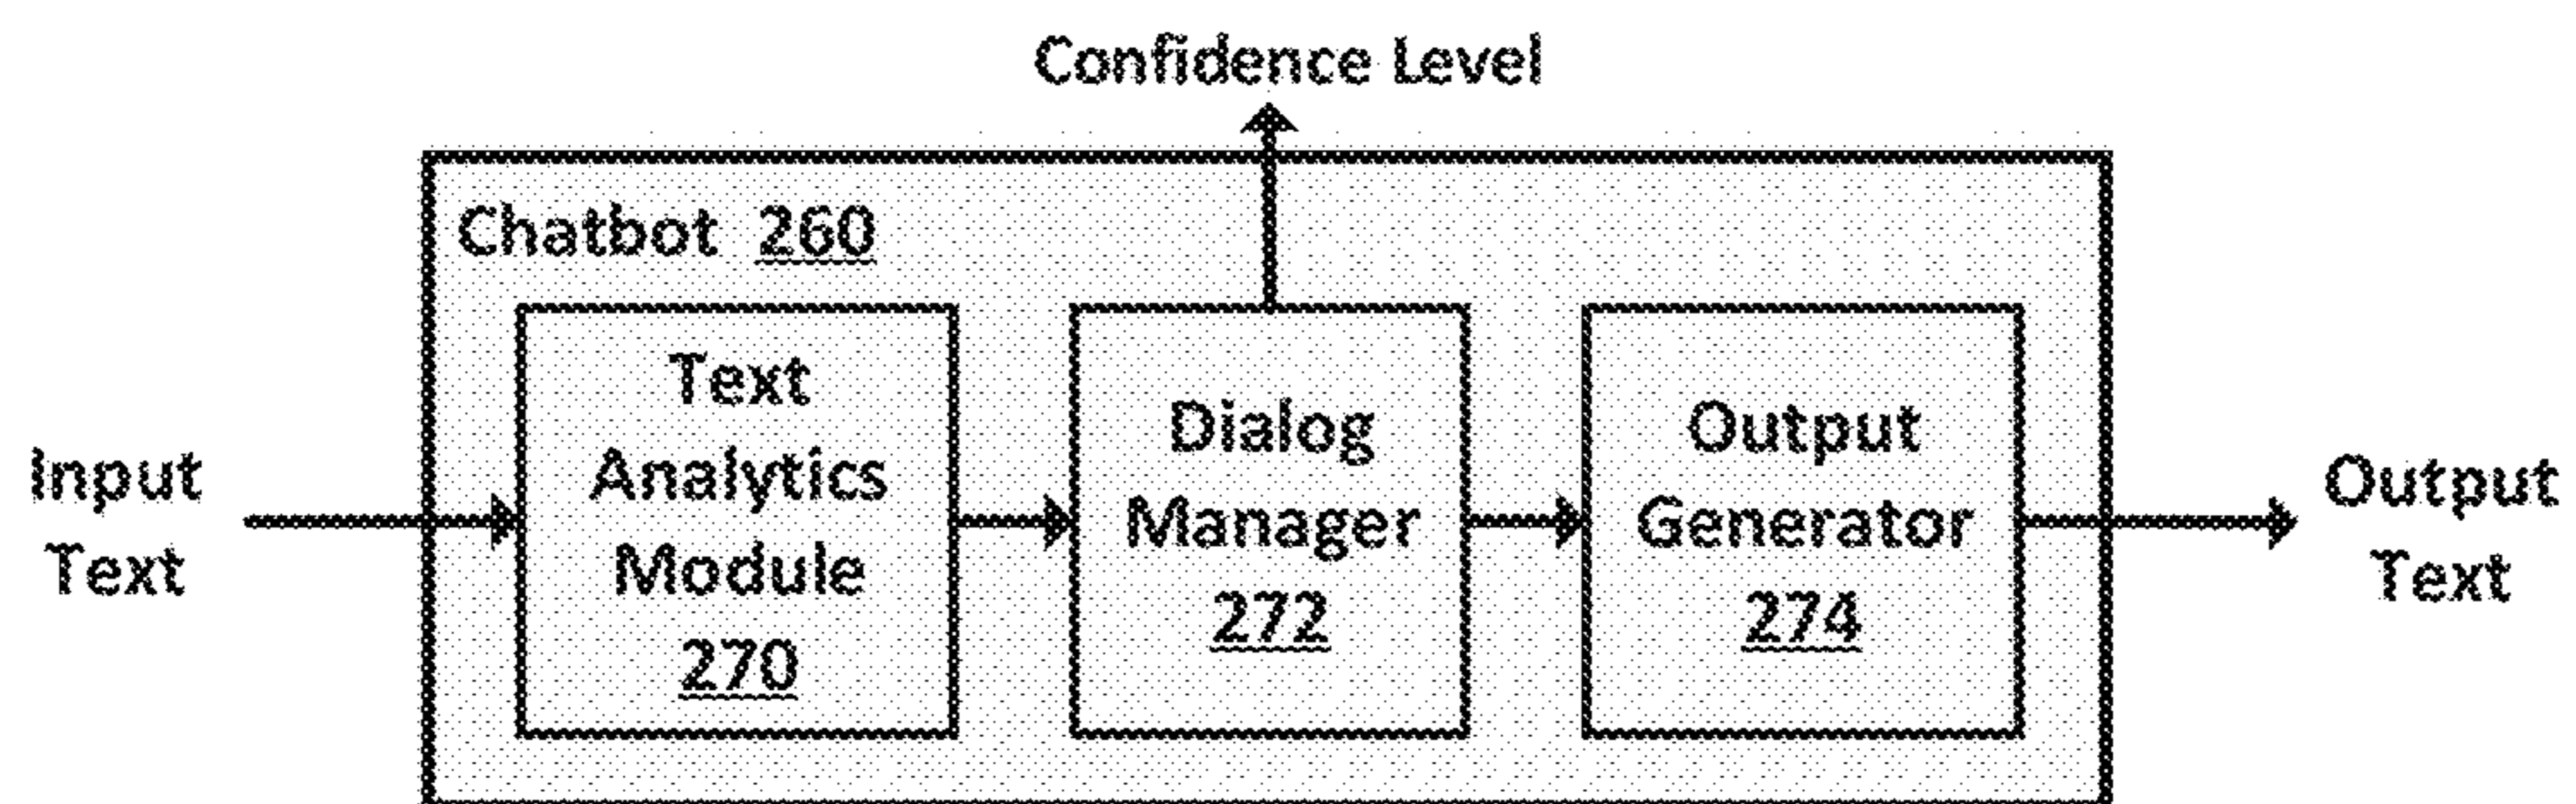 Confidence Level
Chatbot 260
Input
Text
Text
Analytics
Module
270
Dialog
Manager
272
Output
Generator
274
Output
Text